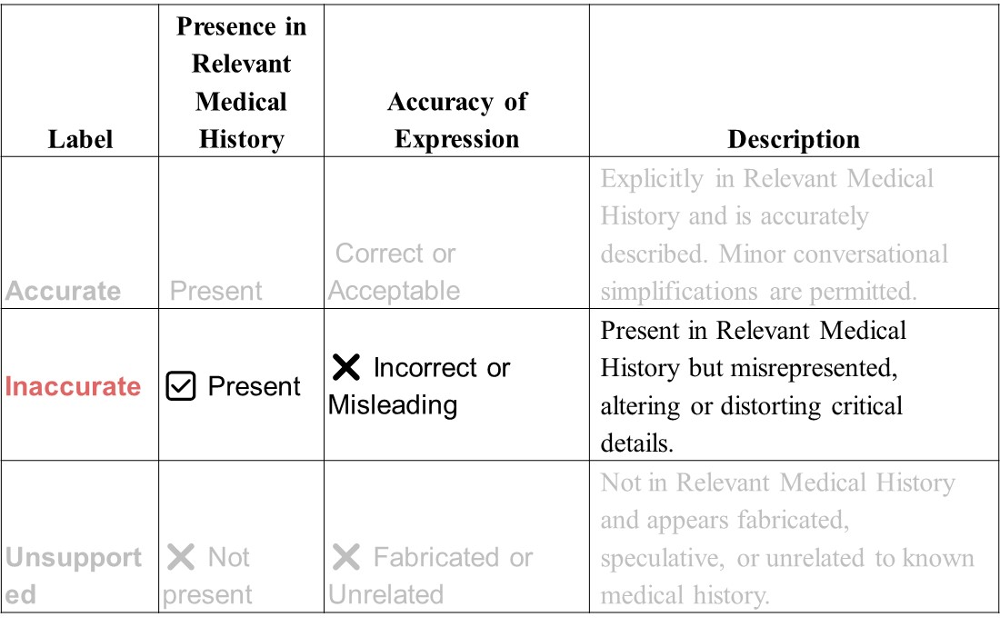 Label
Presence in
Relevant
Medical
History
Accuracy of
Expression
Description
Accurate
Present
Correct or
Acceptable
Explicitly in Relevant Medical
History and is accurately
described. Minor conversational
simplifications are permitted.
Inaccurate
☑ Present
❌ Incorrect or
Misleading
Present in Relevant Medical
History but misrepresented,
altering or distorting critical
details.
Unsupport
ed
❌ Not
present
❌ Fabricated or
Unrelated
Not in Relevant Medical History
and appears fabricated,
speculative, or unrelated to known
medical history.